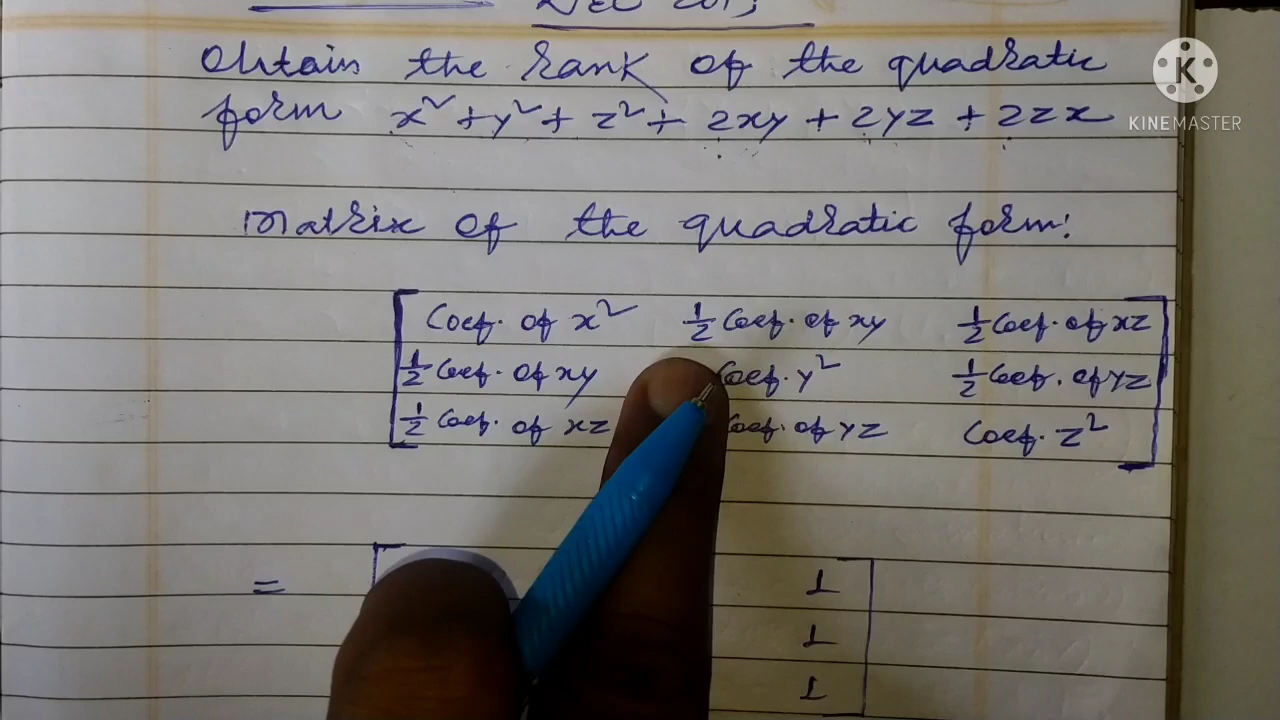 Obtain the rank of the quadratic
form x² + y² + z² + 2xy + 2yz + 2zx
KINEMASTER
Matrix of the quadratic form:
Coef. of x² 1/2 Coef. of xy 1/2 Coef. of xz
1/2 Coef. of xy Coef. y² 1/2 Coef. of yz
1/2 Coef. of xz Coef. of yz Coef. z²
= 1
1
1